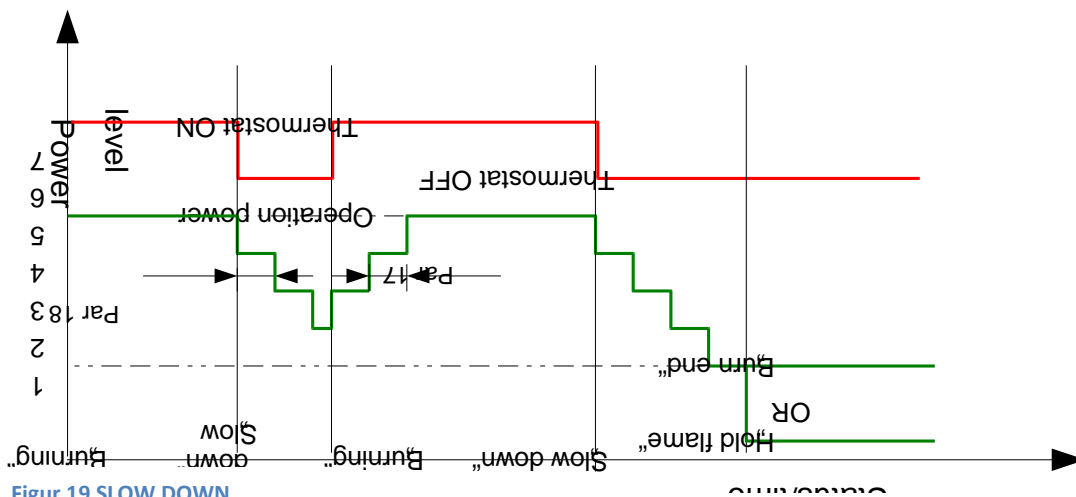 Power
level
7
6
5
4
3
2
1
Thermostat ON
Thermostat OFF
Operation power
Par 17
Par 18
„Burn end“
OR
„Hold flame“
„Burning“
„Slow
down“
„Burning“
„Slow down“
Status/time
Figur 19 SLOW DOWN